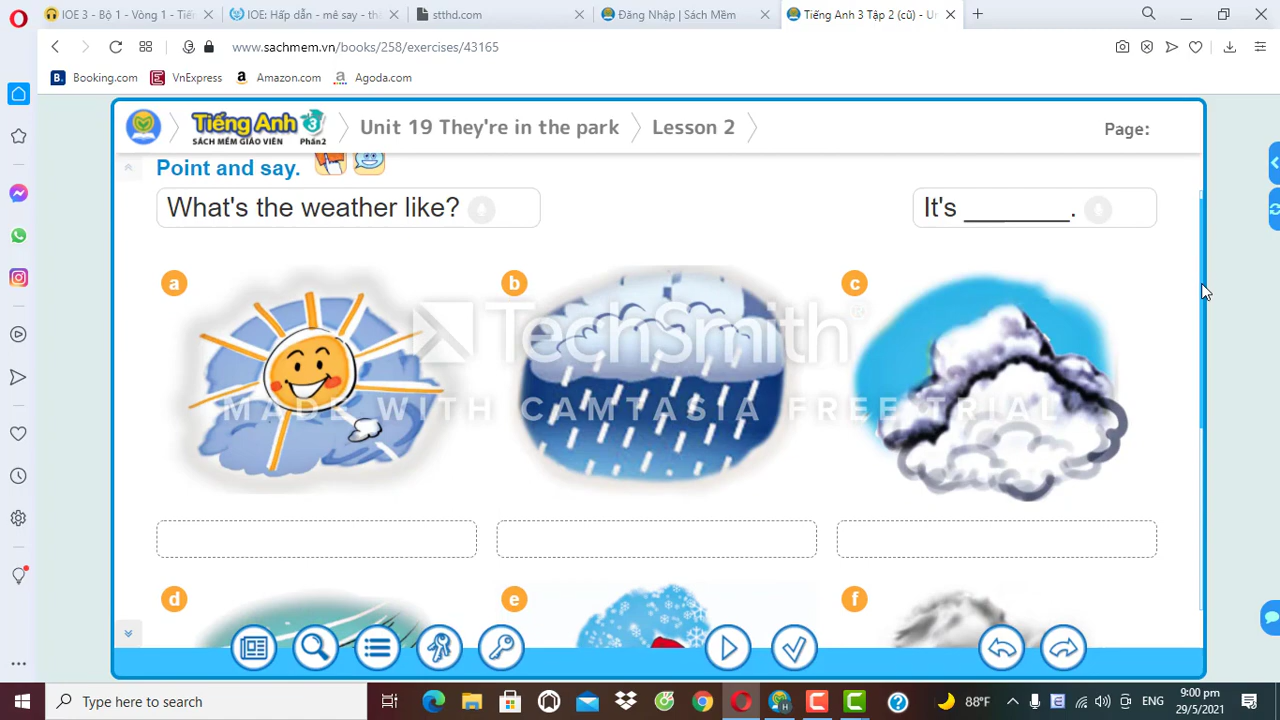 IOE 3 - Bộ 1 - Vòng 1 - Tiế
IOE: Hấp dẫn - mê say - thá
stthd.com
Đăng Nhập | Sách Mềm
Tiếng Anh 3 Tập 2 (cũ) - Un
www.sachmem.vn/books/258/exercises/43165
B. Booking.com
VnExpress
a Amazon.com
a Agoda.com
Tiếng Anh 3
SÁCH MỀM GIÁO VIÊN Phần2
Unit 19 They're in the park
Lesson 2
Page:
Point and say.
What's the weather like?
It's ________.
a
b
c
TechSmith
MADE WITH CAMTASIA FREE TRIAL
d
e
f
Type here to search
88°F
ENG
9:00 pm
29/5/2021